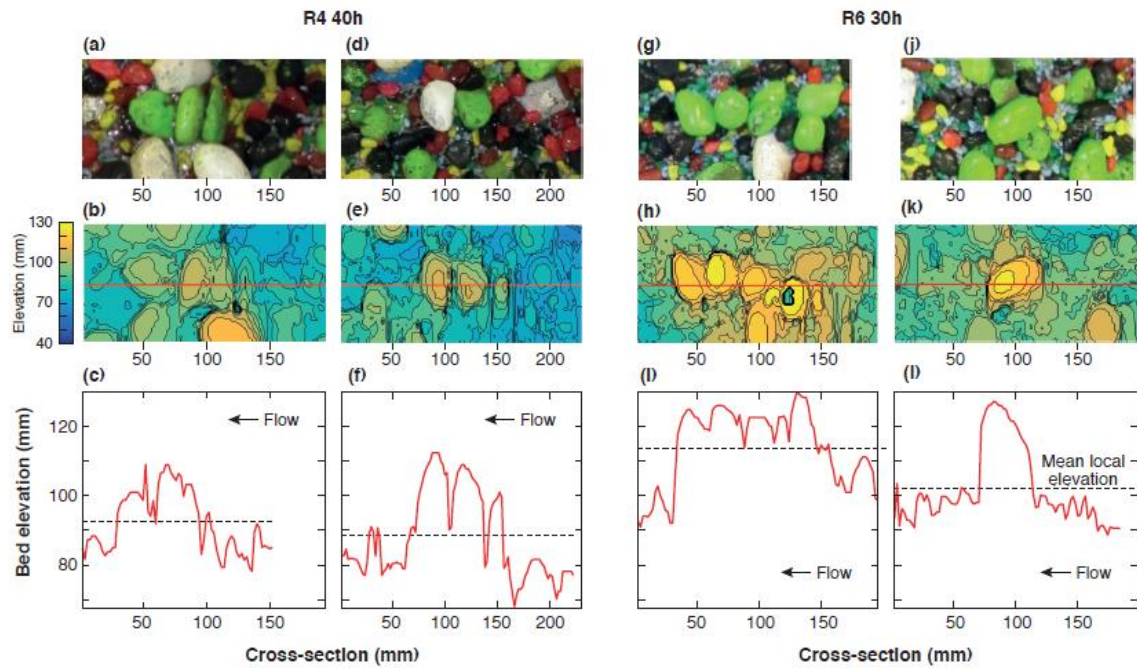 R4 40h R6 30h
(a) (d) (g) (j)
50 100 150 50 100 150 200 50 100 150 50 100 150
(b) (e) (h) (k)
130
100
70
40
Elevation (mm)
50 100 150 50 100 150 200 50 100 150 50 100 150
(c) (f) (l) (l)
Flow Flow
Mean local
elevation
Flow Flow
120
100
80
Bed elevation (mm)
50 100 150 50 100 150 200 50 100 150 50 100 150
Cross-section (mm) Cross-section (mm)